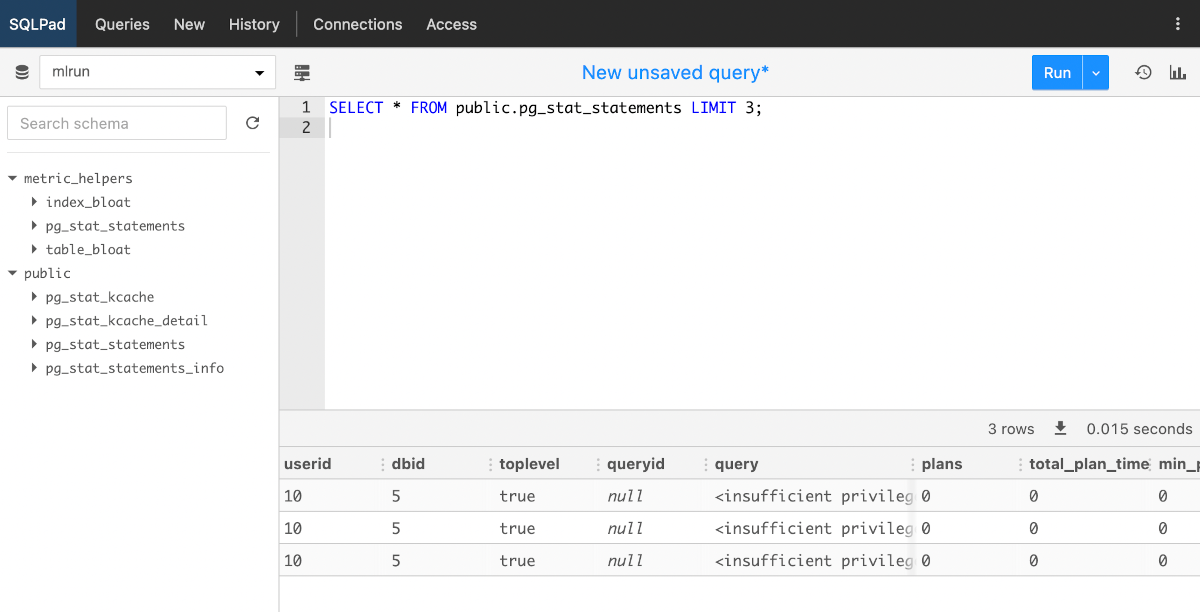 SQLPad Queries New History Connections Access
mlrun New unsaved query* Run
Search schema
metric_helpers
index_bloat
pg_stat_statements
table_bloat
public
pg_stat_kcache
pg_stat_kcache_detail
pg_stat_statements
pg_stat_statements_info
1 SELECT * FROM public.pg_stat_statements LIMIT 3;
2
3 rows 0.015 seconds
userid dbid toplevel queryid query plans total_plan_time min_p
10 5 true null <insufficient privileg 0 0 0
10 5 true null <insufficient privileg 0 0 0
10 5 true null <insufficient privileg 0 0 0